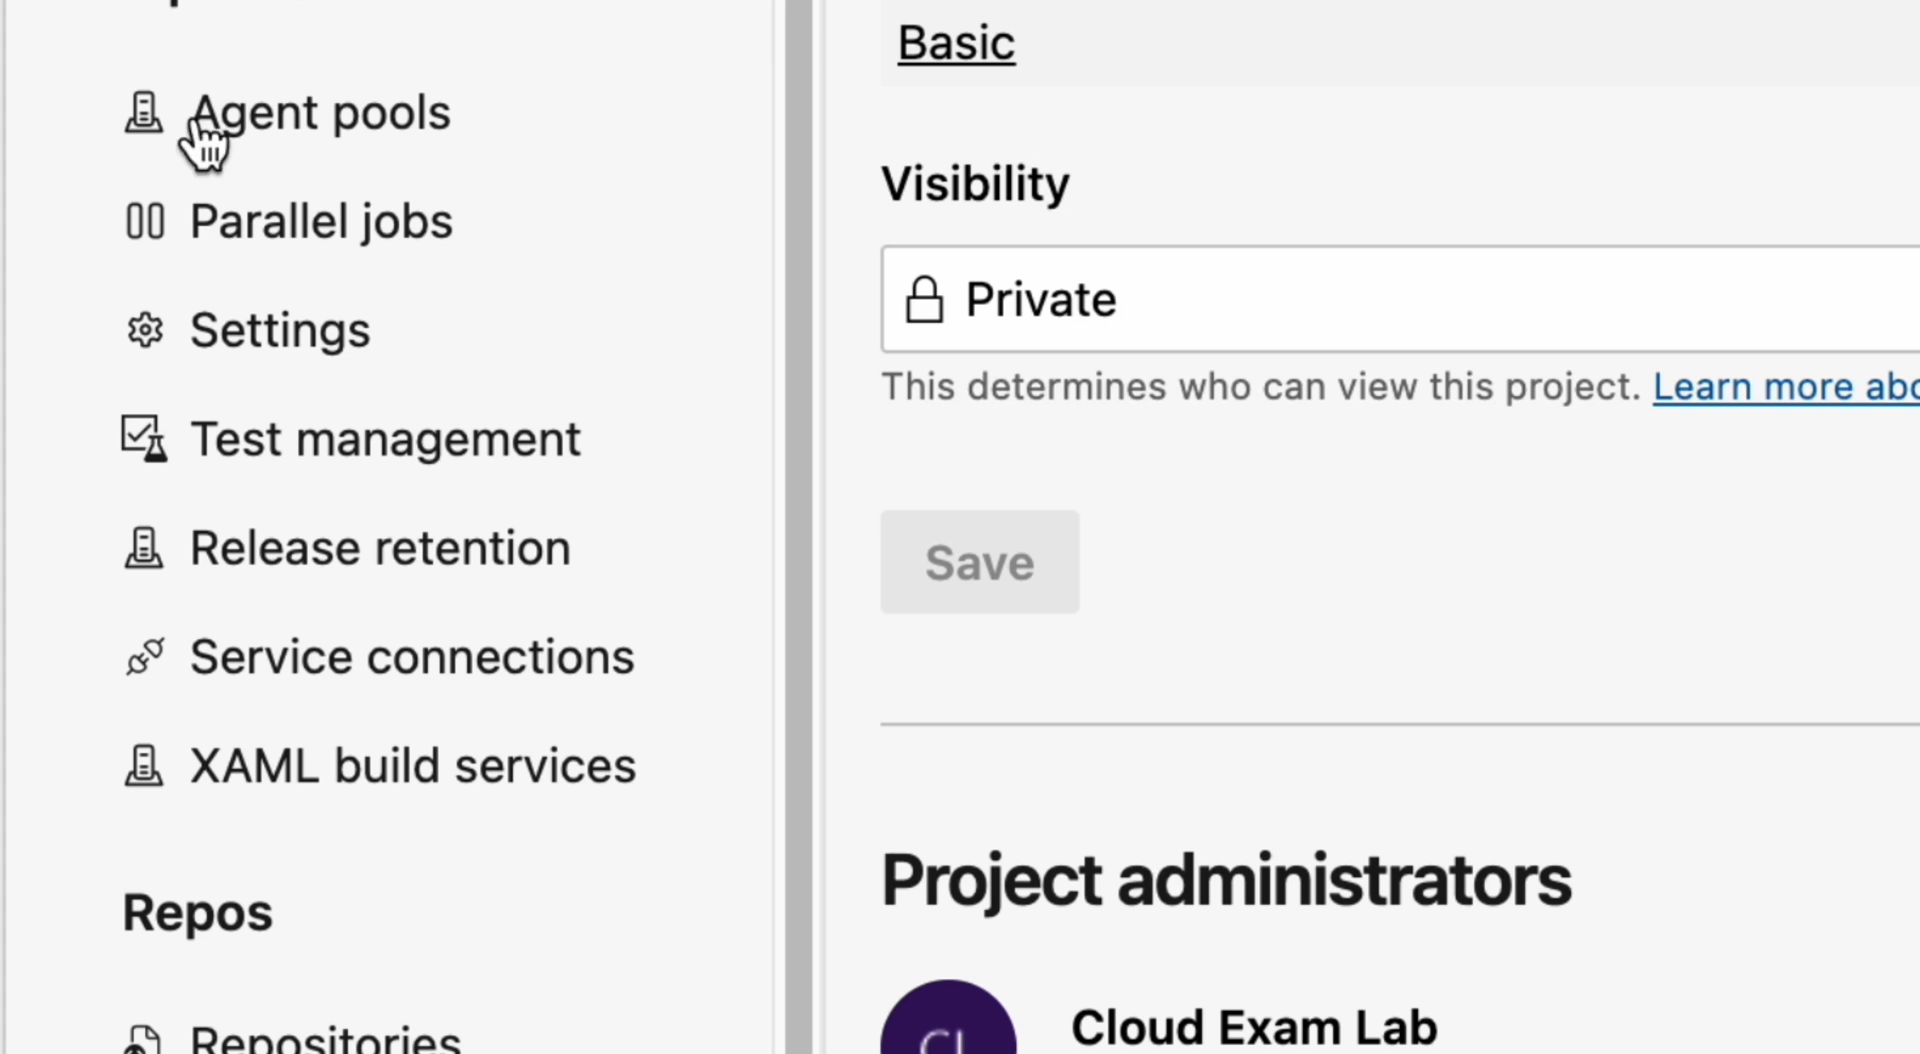 Agent pools
Parallel jobs
Settings
Test management
Release retention
Service connections
XAML build services
Repos
Repositories
Basic
Visibility
Private
This determines who can view this project. Learn more
Save
Project administrators
CL
Cloud Exam Lab